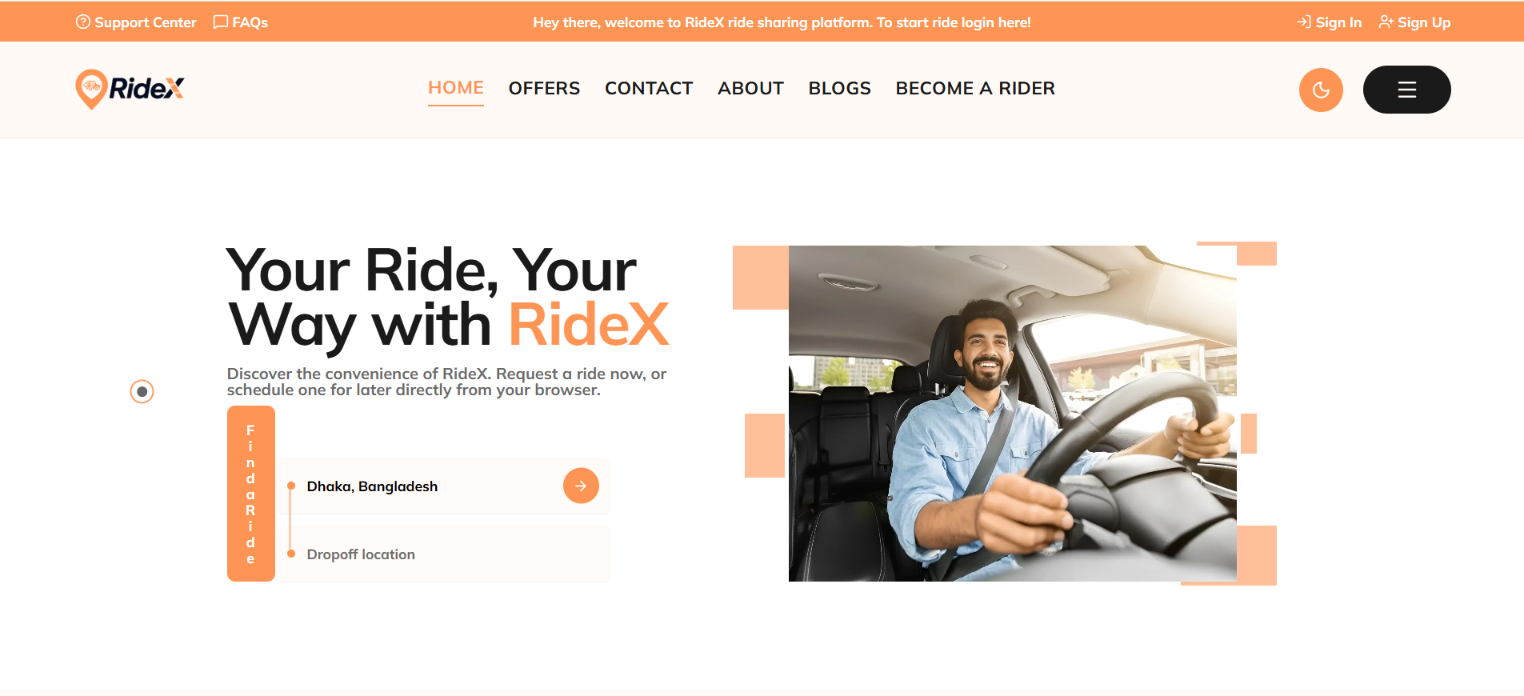 Support Center FAQs Hey there, welcome to RideX ride sharing platform. To start ride login here! Sign In Sign Up
RideX HOME OFFERS CONTACT ABOUT BLOGS BECOME A RIDER
Your Ride, Your
Way with RideX
Discover the convenience of RideX. Request a ride now, or
schedule one for later directly from your browser.
F
i
n
d
a
R
i
d
e
Dhaka, Bangladesh
Dropoff location